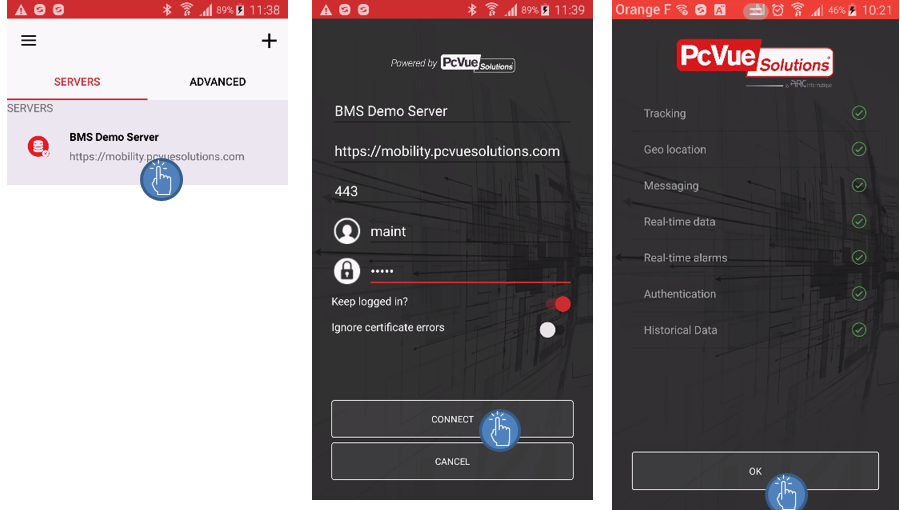 89% 11:38
SERVERS
ADVANCED
SERVERS
BMS Demo Server
https://mobility.pcvuesolutions.com
89% 11:39
Powered by PcVue Solutions
BMS Demo Server
https://mobility.pcvuesolutions.com
443
maint
•••••
Keep logged in?
Ignore certificate errors
CONNECT
CANCEL
Orange F 46% 10:21
PcVue
Solutions
by ARC Informatique
Tracking
Geo location
Messaging
Real-time data
Real-time alarms
Authentication
Historical Data
OK